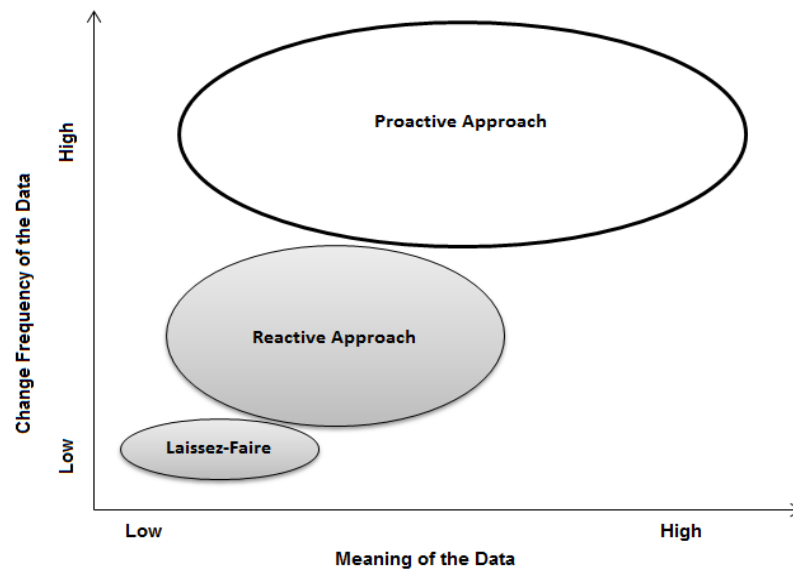 Proactive Approach
High
Change Frequency of the Data
Reactive Approach
Laissez-Faire
Low
Low
High
Meaning of the Data